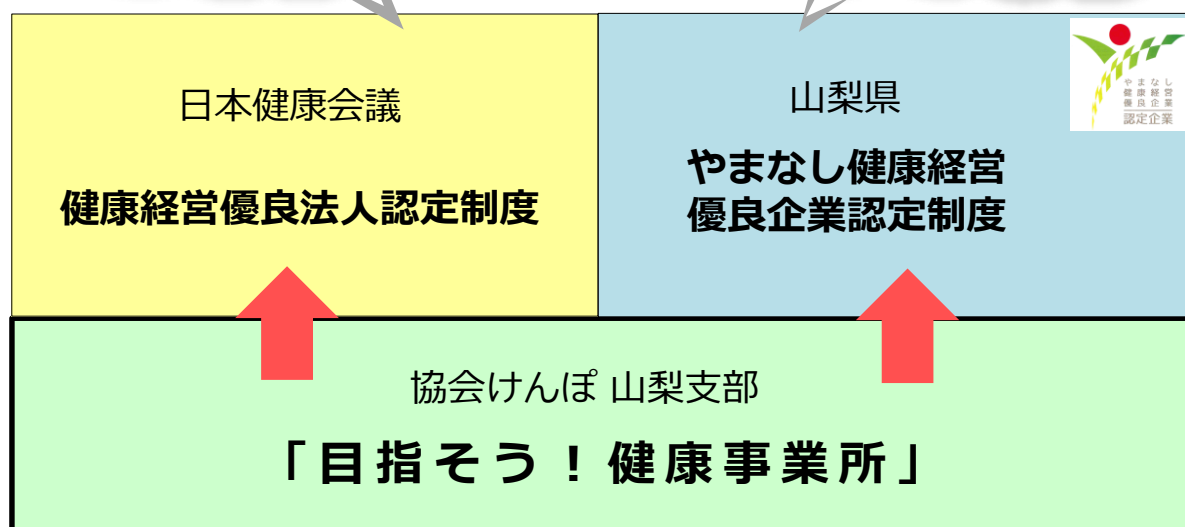 日本健康会議
健康経営優良法人認定制度
山梨県
やまなし健康経営
優良企業認定制度
やまなし
健康経営
優良企業
認定企業
協会けんぽ 山梨支部
「目指そう！健康事業所」